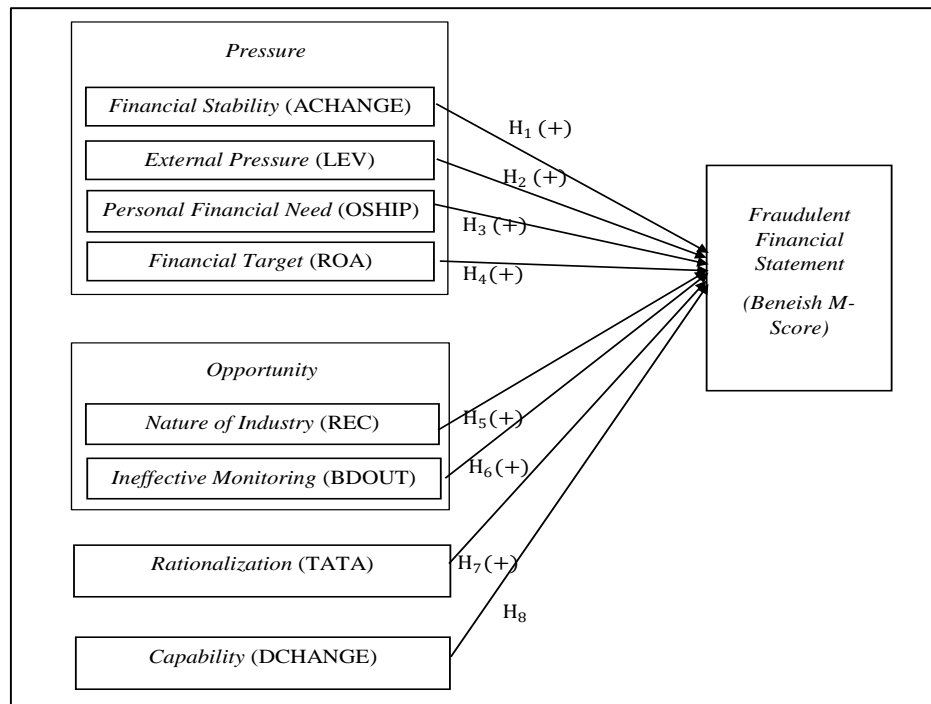 Pressure
Financial Stability (ACHANGE)
External Pressure (LEV)
Personal Financial Need (OSHIP)
Financial Target (ROA)
Opportunity
Nature of Industry (REC)
Ineffective Monitoring (BDOUT)
Rationalization (TATA)
Capability (DCHANGE)
H₁ (+)
H₂ (+)
H₃ (+)
H₄(+)
H₅(+)
H₆(+)
H₇(+)
H₈
Fraudulent
Financial
Statement
(Beneish M-
Score)